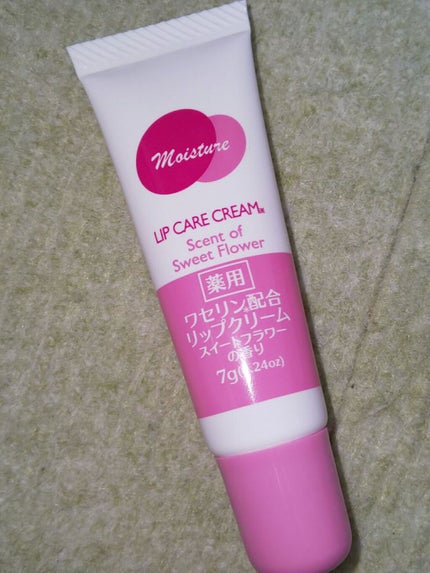 Moisture
LIP CARE CREAM
Scent of
Sweet Flower
薬用
ワセリン配合
リップクリーム
スイートフラワー
の香り
7g(0.24oz)